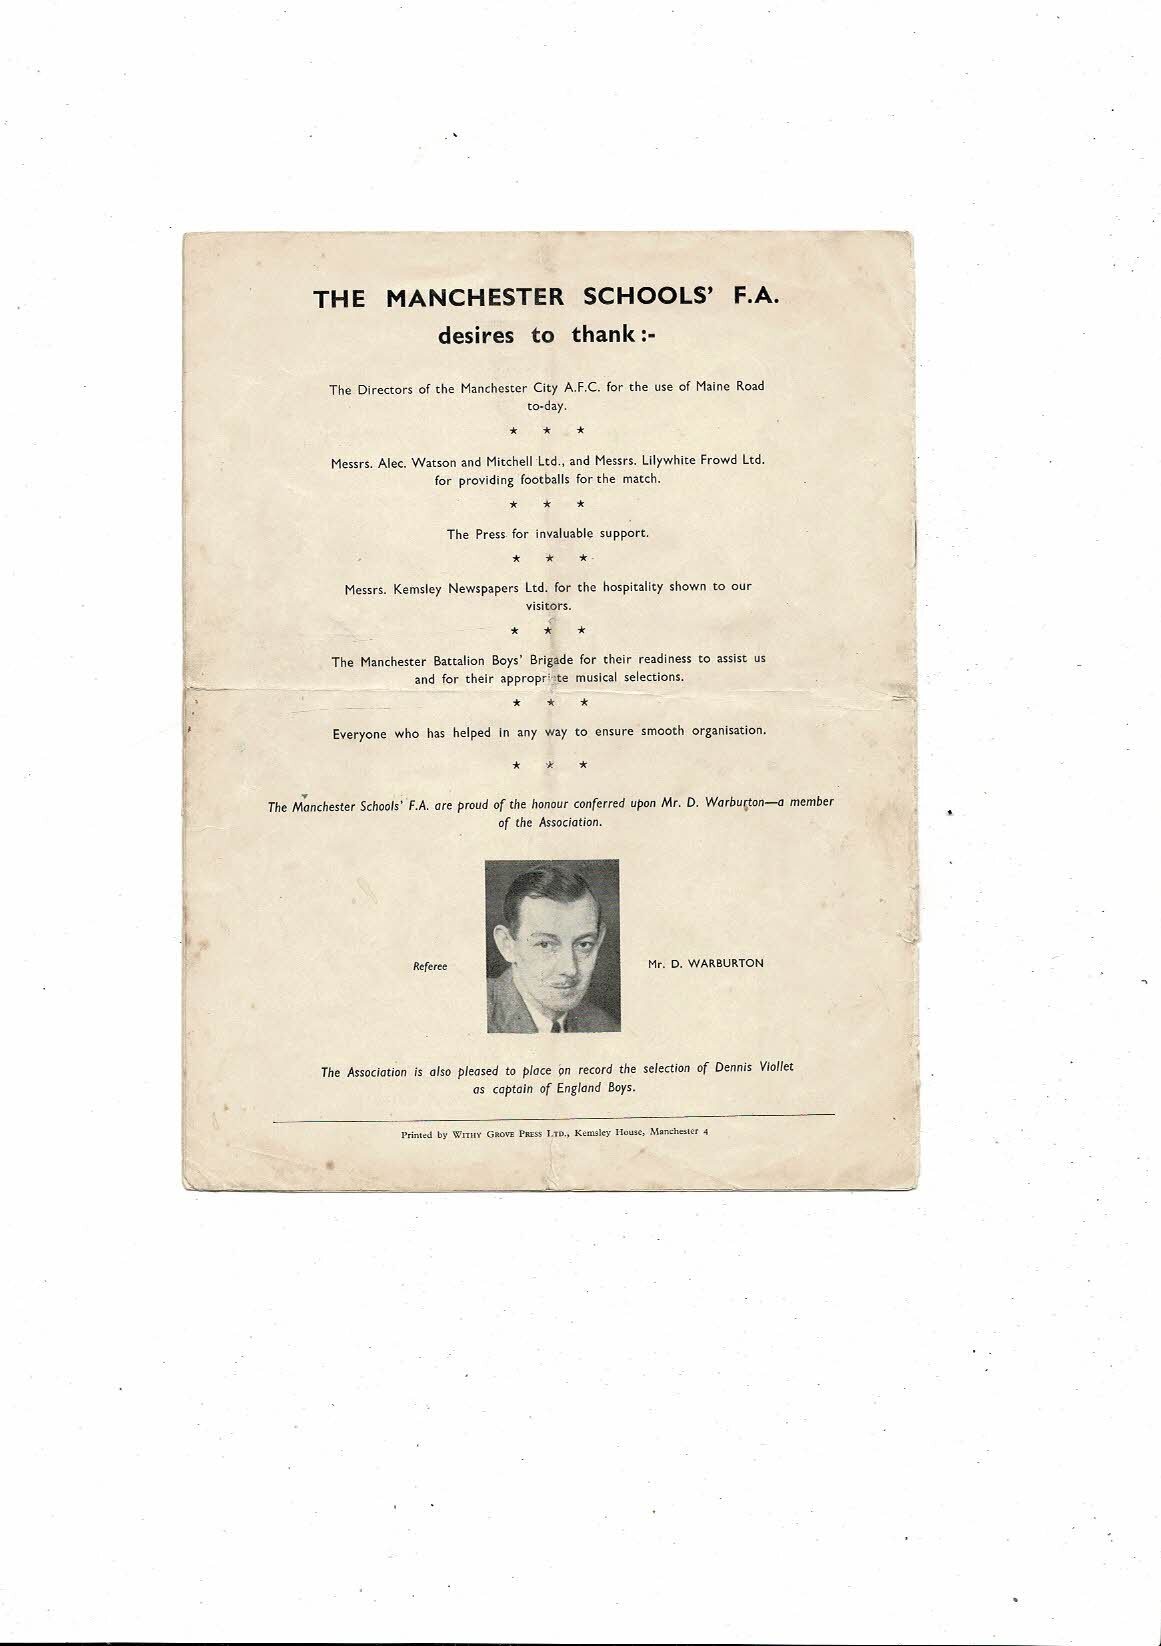 THE MANCHESTER SCHOOLS' F.A.
desires to thank :-
The Directors of the Manchester City A.F.C. for the use of Maine Road
to-day.
★ ★ ★
Messrs. Alec. Watson and Mitchell Ltd., and Messrs. Lilywhite Frowd Ltd.
for providing footballs for the match.
★ ★ ★
The Press for invaluable support.
★ ★ ★
Messrs. Kemsley Newspapers Ltd. for the hospitality shown to our
visitors.
★ ★ ★
The Manchester Battalion Boys' Brigade for their readiness to assist us
and for their appropriate musical selections.
★ ★ ★
Everyone who has helped in any way to ensure smooth organisation.
★ ★ ★
The Manchester Schools' F.A. are proud of the honour conferred upon Mr. D. Warburton—a member
of the Association.
Referee
Mr. D. WARBURTON
The Association is also pleased to place on record the selection of Dennis Viollet
as captain of England Boys.
Printed by WITHY GROVE PRESS LTD., Kemsley House, Manchester 4